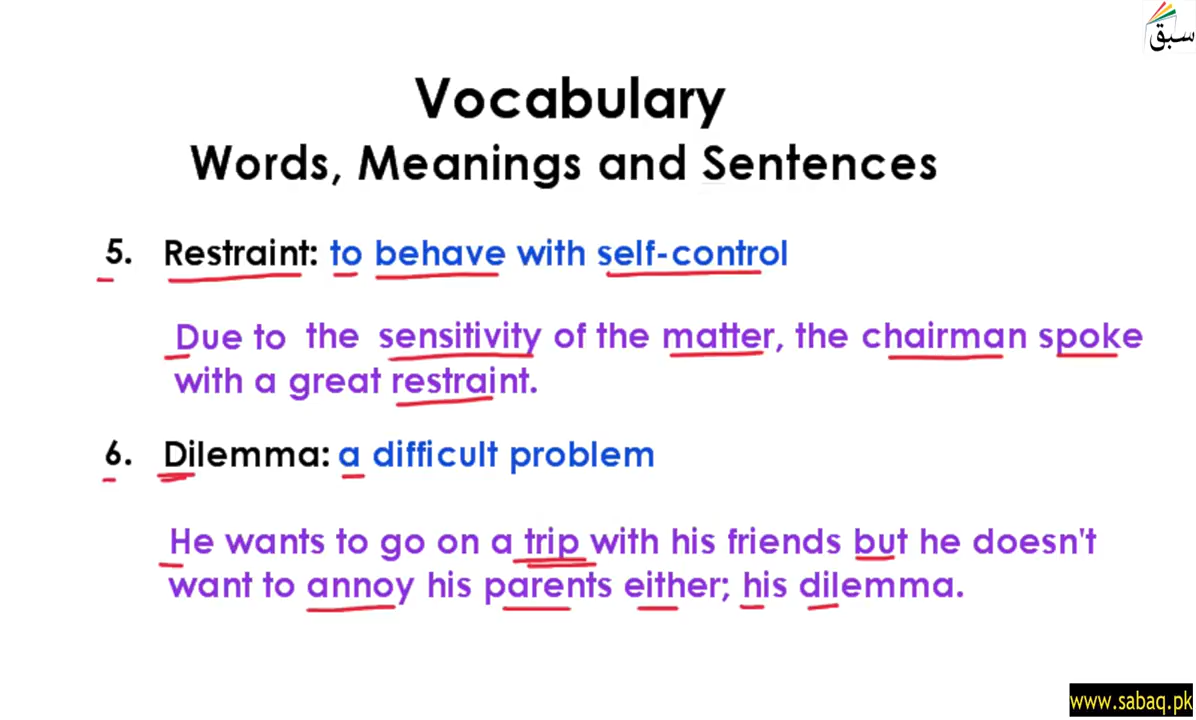 سبق
Vocabulary
Words, Meanings and Sentences
5. Restraint: to behave with self-control
Due to the sensitivity of the matter, the chairman spoke
with a great restraint.
6. Dilemma: a difficult problem
He wants to go on a trip with his friends but he doesn't
want to annoy his parents either; his dilemma.
www.sabaq.pk